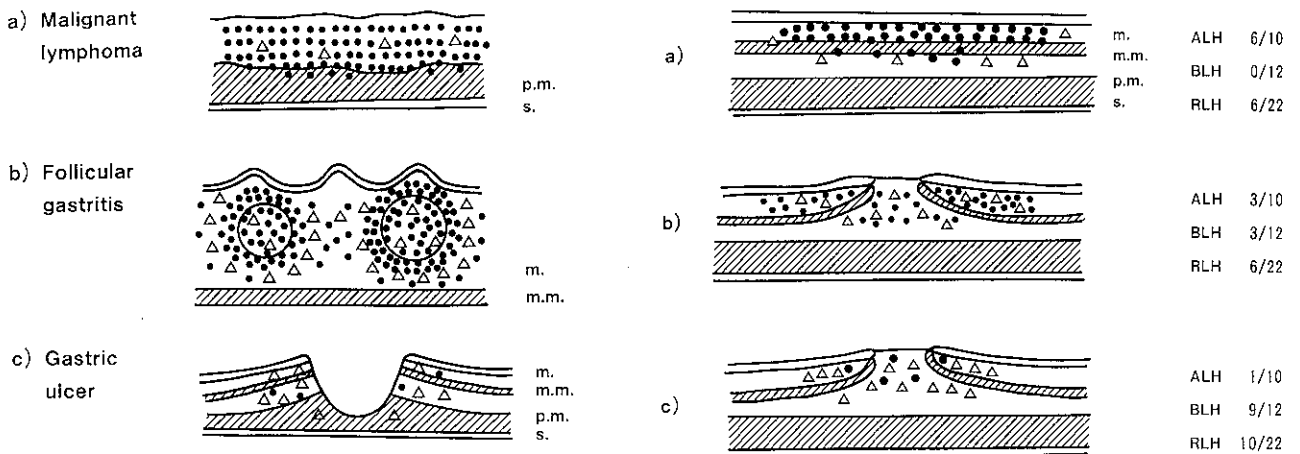 a) Malignant
lymphoma
p.m.
s.
b) Follicular
gastritis
m.
m.m.
c) Gastric
ulcer
m.
m.m.
p.m.
s.
a)
m.
m.m.
p.m.
s.
ALH 6/10
BLH 0/12
RLH 6/22
b)
ALH 3/10
BLH 3/12
RLH 6/22
c)
ALH 1/10
BLH 9/12
RLH 10/22